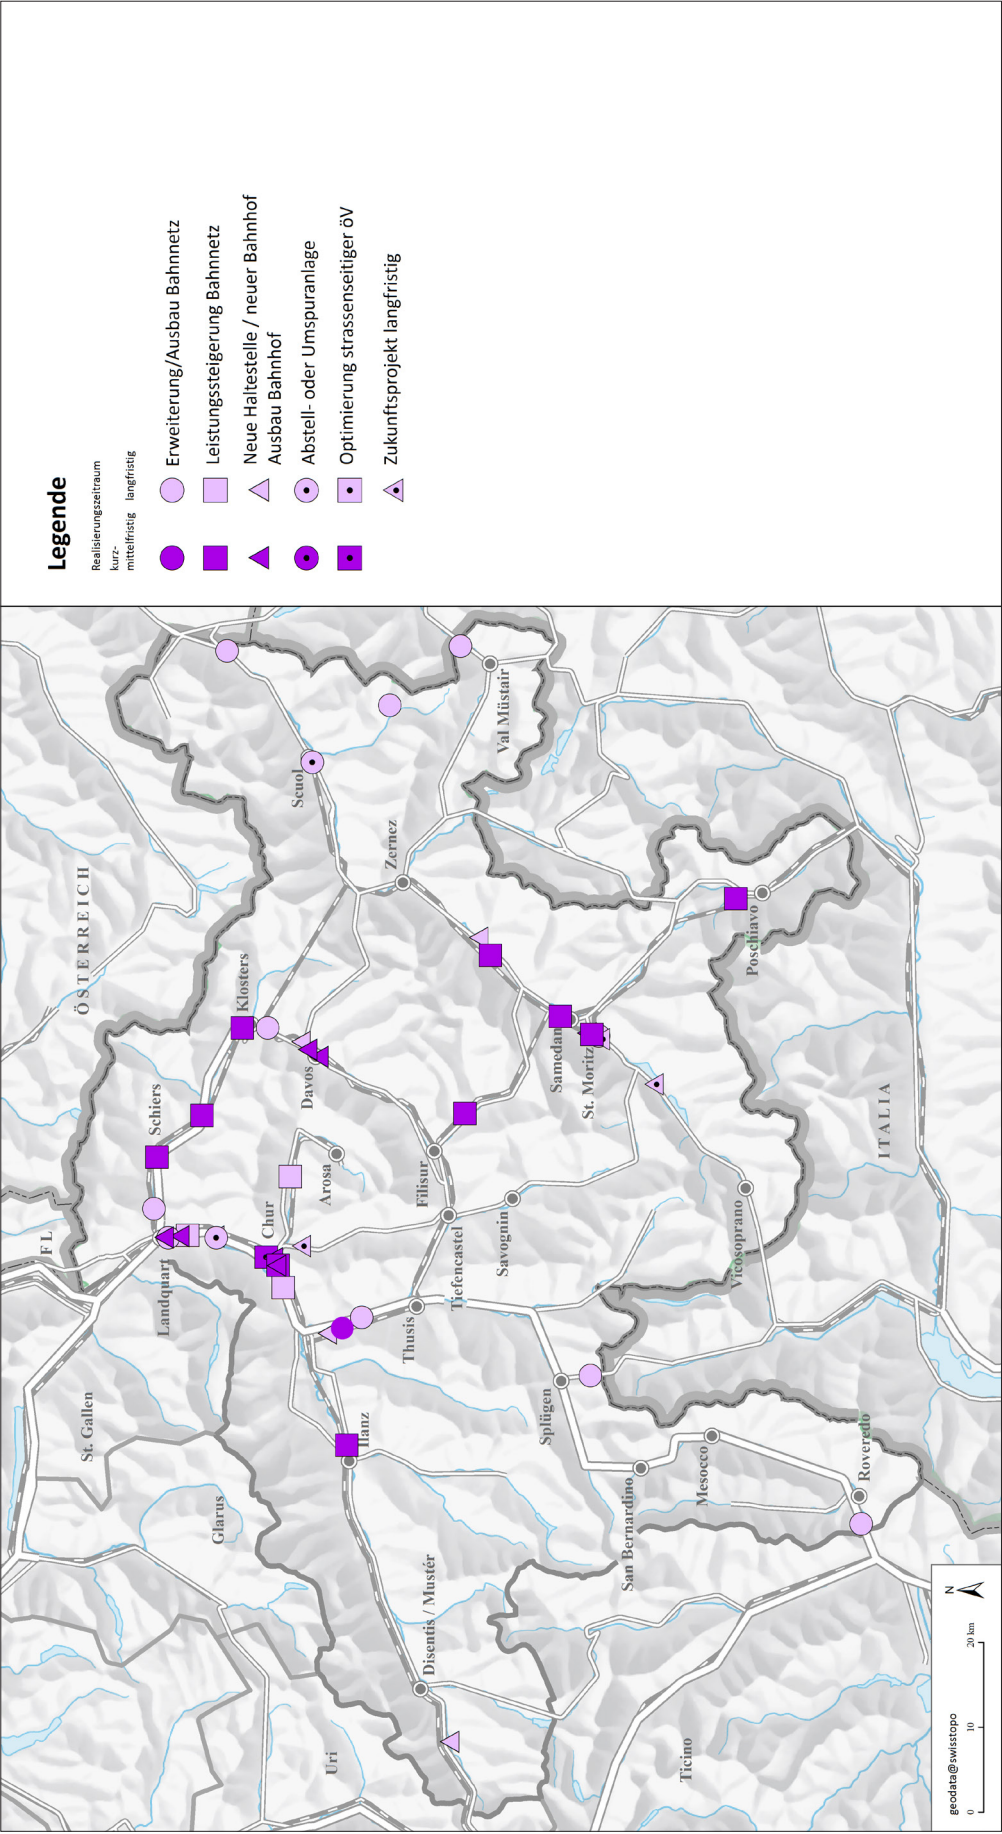 Legende
Realisierungszeitraum
kurz-
mittelfristig langfristig
Erweiterung/Ausbau Bahnnetz
Leistungssteigerung Bahnnetz
Neue Haltestelle / neuer Bahnhof
Ausbau Bahnhof
Abstell- oder Umspuranlage
Optimierung strassenseitiger öV
Zukunftsprojekt langfristig
ÖSTERREICH
FL
St. Gallen
Glarus
Uri
Ticino
ITALIA
Landquart
Schiers
Klosters
Chur
Arosa
Davos
Scuol
Zernez
Val Müstair
Ilanz
Thusis
Tiefencastel
Filisur
Savognin
Samedan
St. Moritz
Poschiavo
Vicosoprano
Disentis / Mustér
Splügen
San Bernardino
Mesocco
Roveredo
N
0 10 20 km
geodata@swisstopo